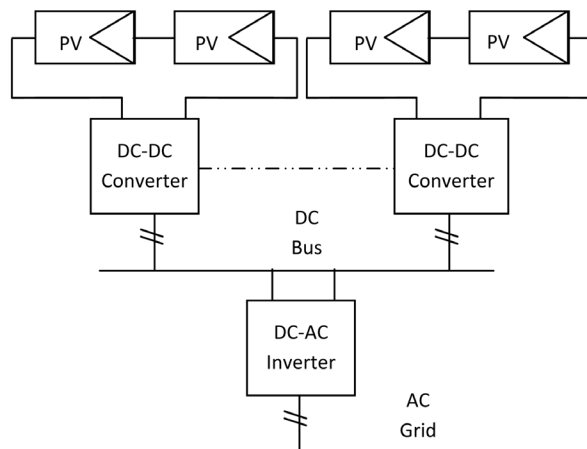 PV
PV
PV
PV
DC-DC
Converter
DC-DC
Converter
DC
Bus
DC-AC
Inverter
AC
Grid